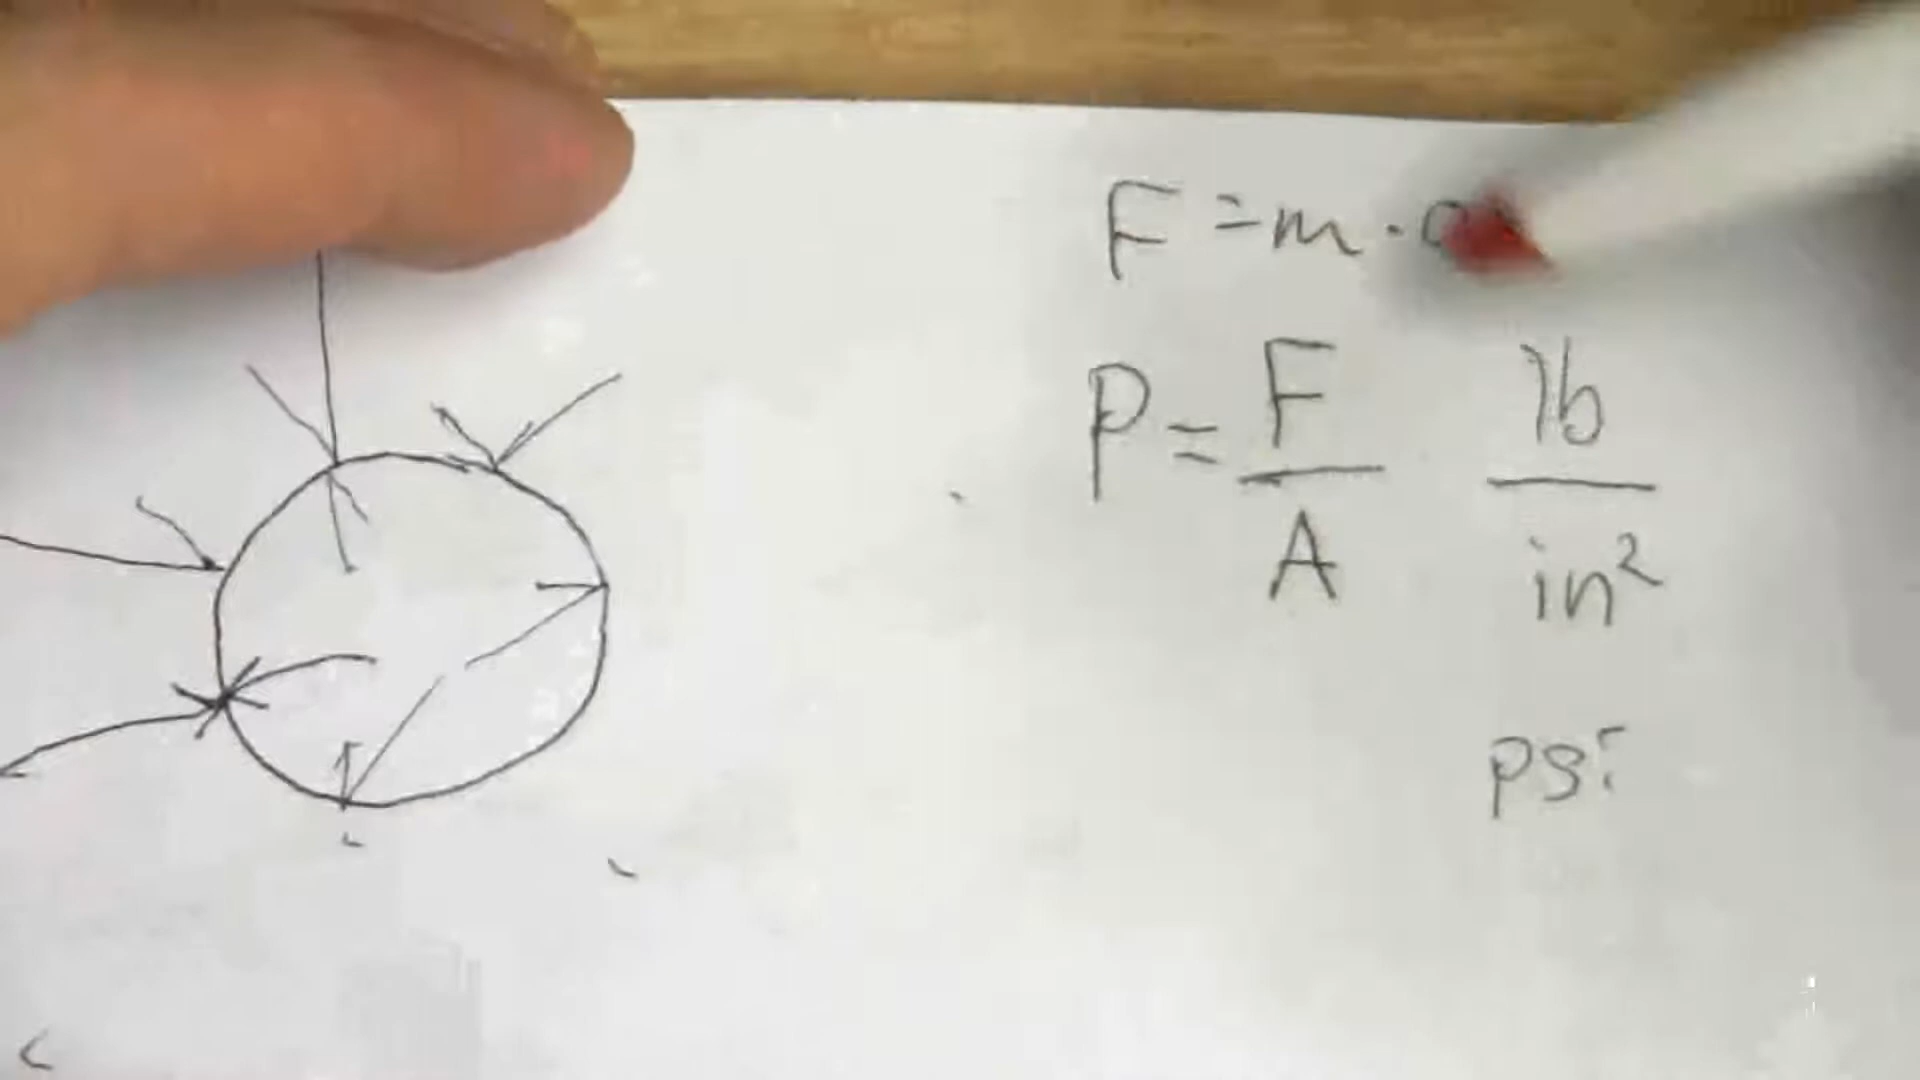 F = m · a
P = F/A lb/in²
psi